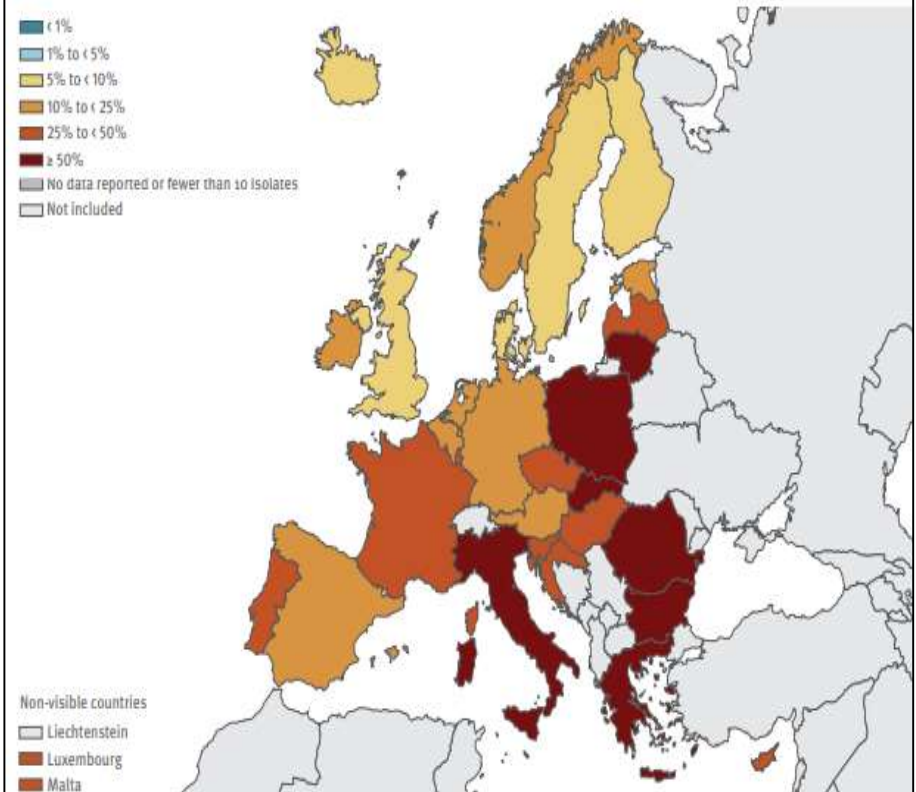 < 1%
1% to < 5%
5% to < 10%
10% to < 25%
25% to < 50%
≥ 50%
No data reported or fewer than 10 isolates
Not included
Non-visible countries
Liechtenstein
Luxembourg
Malta